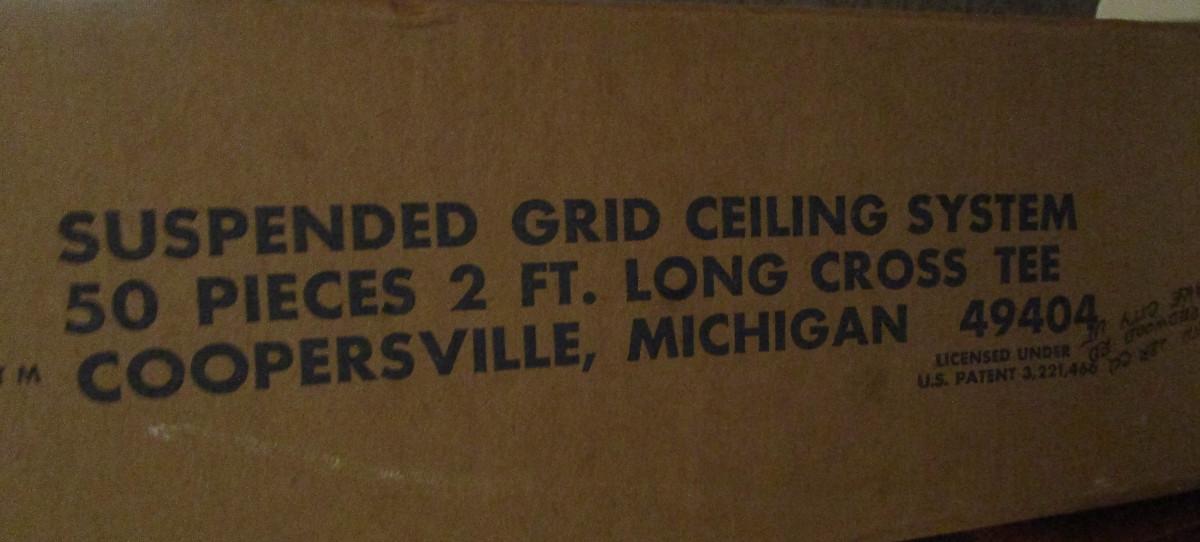 SUSPENDED GRID CEILING SYSTEM
50 PIECES 2 FT. LONG CROSS TEE
TM COOPERSVILLE, MICHIGAN 49404
LICENSED UNDER
U.S. PATENT 3,221,466